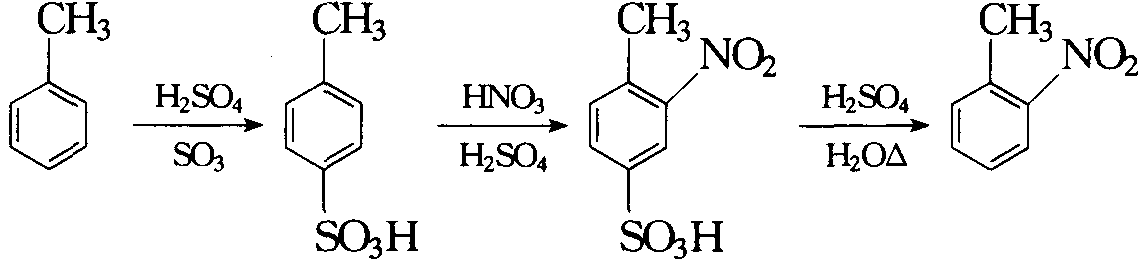 CH3
H2SO4
SO3
CH3
SO3H
HNO3
H2SO4
CH3
NO2
SO3H
H2SO4
H2OΔ
CH3
NO2